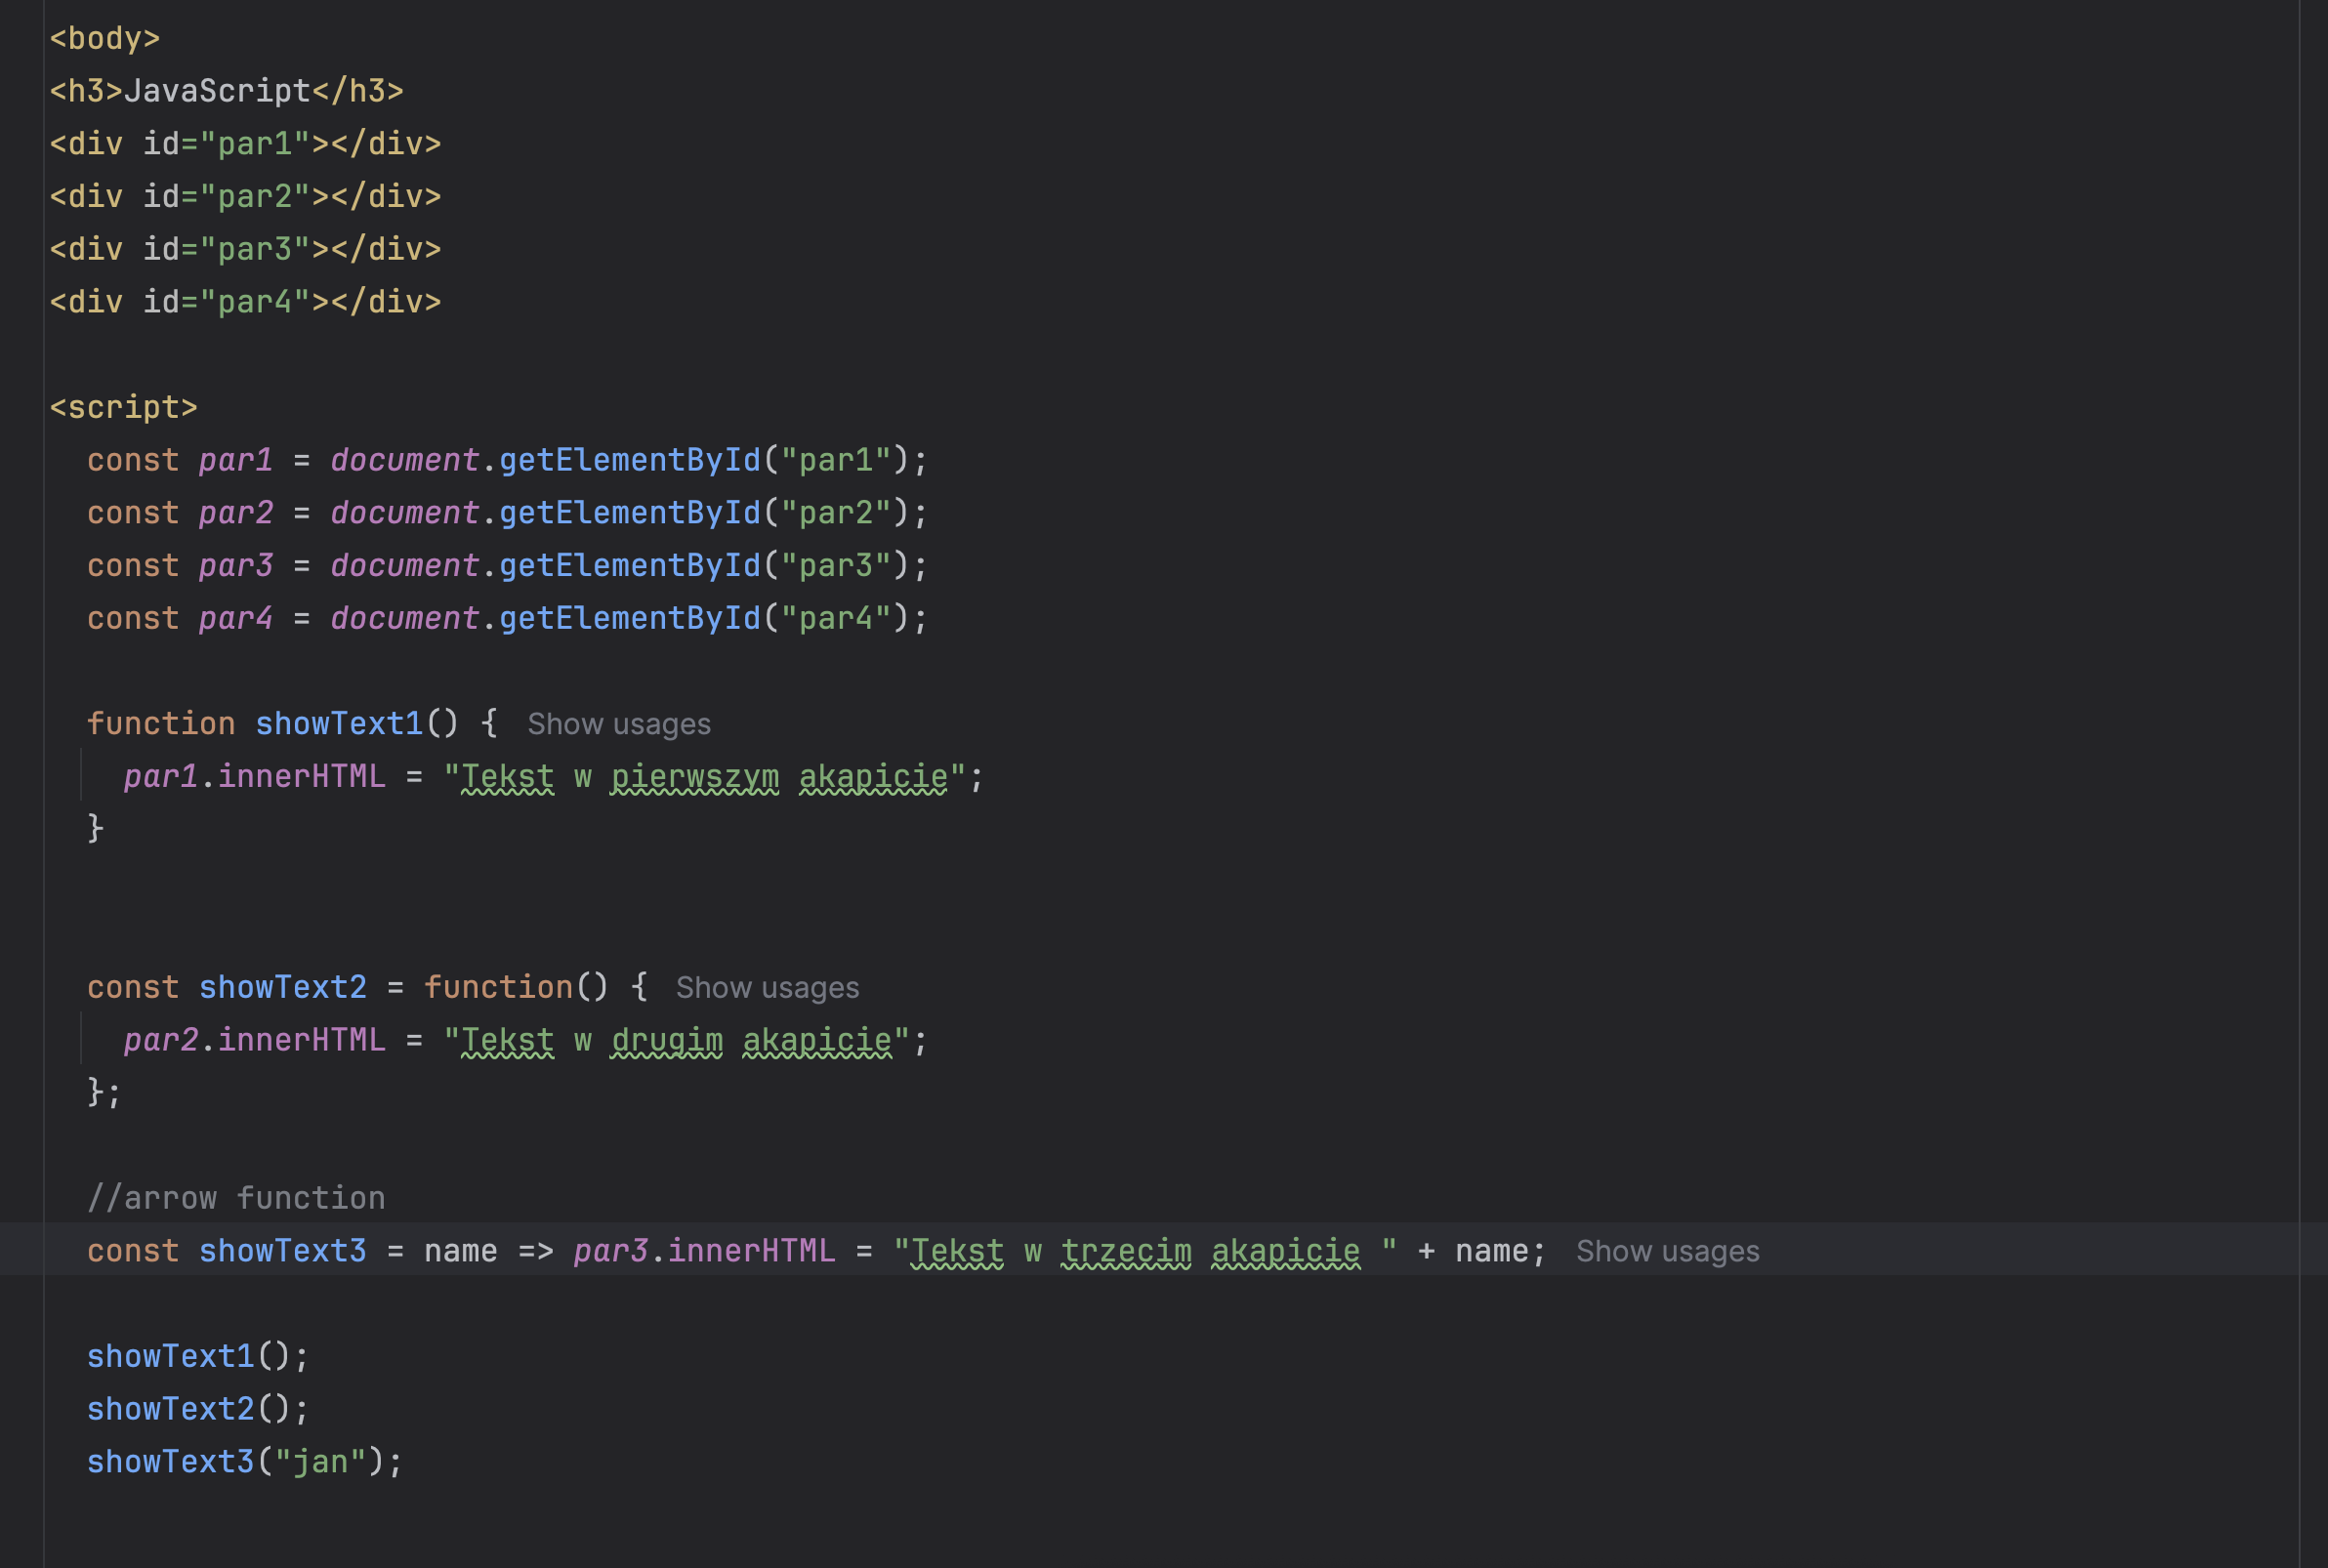 <body>
<h3>JavaScript</h3>
<div id="par1"></div>
<div id="par2"></div>
<div id="par3"></div>
<div id="par4"></div>
<script>
const par1 = document.getElementById("par1");
const par2 = document.getElementById("par2");
const par3 = document.getElementById("par3");
const par4 = document.getElementById("par4");
function showText1() { Show usages
par1.innerHTML = "Tekst w pierwszym akapicie";
}
const showText2 = function() { Show usages
par2.innerHTML = "Tekst w drugim akapicie";
};
//arrow function
const showText3 = name => par3.innerHTML = "Tekst w trzecim akapicie " + name; Show usages
showText1();
showText2();
showText3("jan");